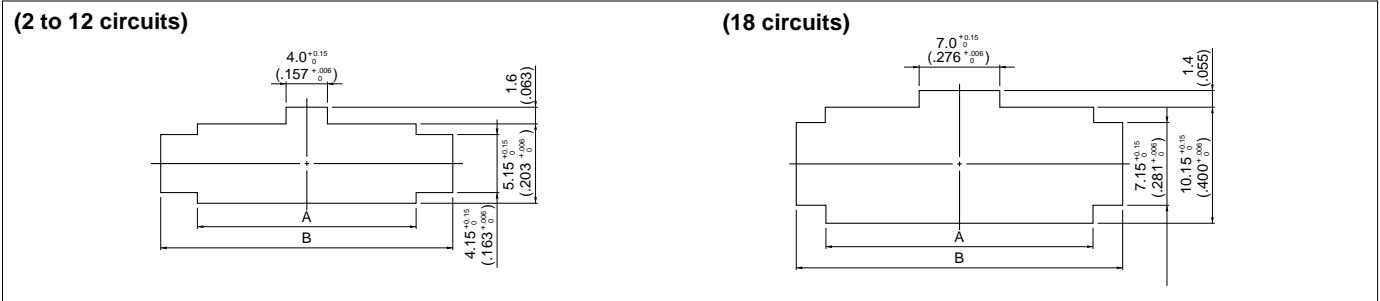 (2 to 12 circuits)
4.0 +0.15 0
(.157 +.006 0)
1.6
(.063)
5.15 +0.15 0
(.203 +.006 0)
4.15 +0.15 0
(.163 +.006 0)
A
B
(18 circuits)
7.0 +0.15 0
(.276 +.006 0)
1.4
(.055)
7.15 +0.15 0
(.281 +.006 0)
10.15 +0.15 0
(.400 +.006 0)
A
B